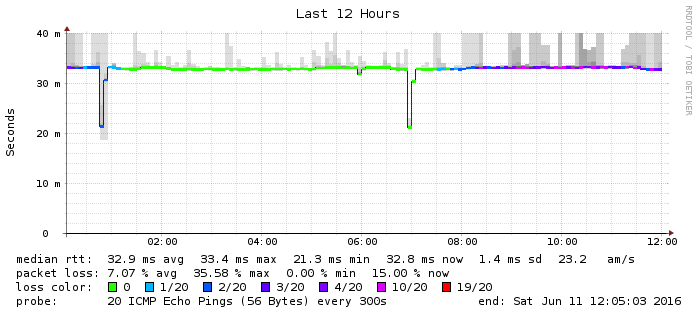 Last 12 Hours
RRDTOOL / TOBI OETIKER
Seconds
40 m
30 m
20 m
10 m
0
02:00 04:00 06:00 08:00 10:00 12:00
median rtt: 32.9 ms avg 33.4 ms max 21.3 ms min 32.8 ms now 1.4 ms sd 23.2 am/s
packet loss: 7.07 % avg 35.58 % max 0.00 % min 15.00 % now
loss color: 0 1/20 2/20 3/20 4/20 10/20 19/20
probe: 20 ICMP Echo Pings (56 Bytes) every 300s end: Sat Jun 11 12:05:03 2016